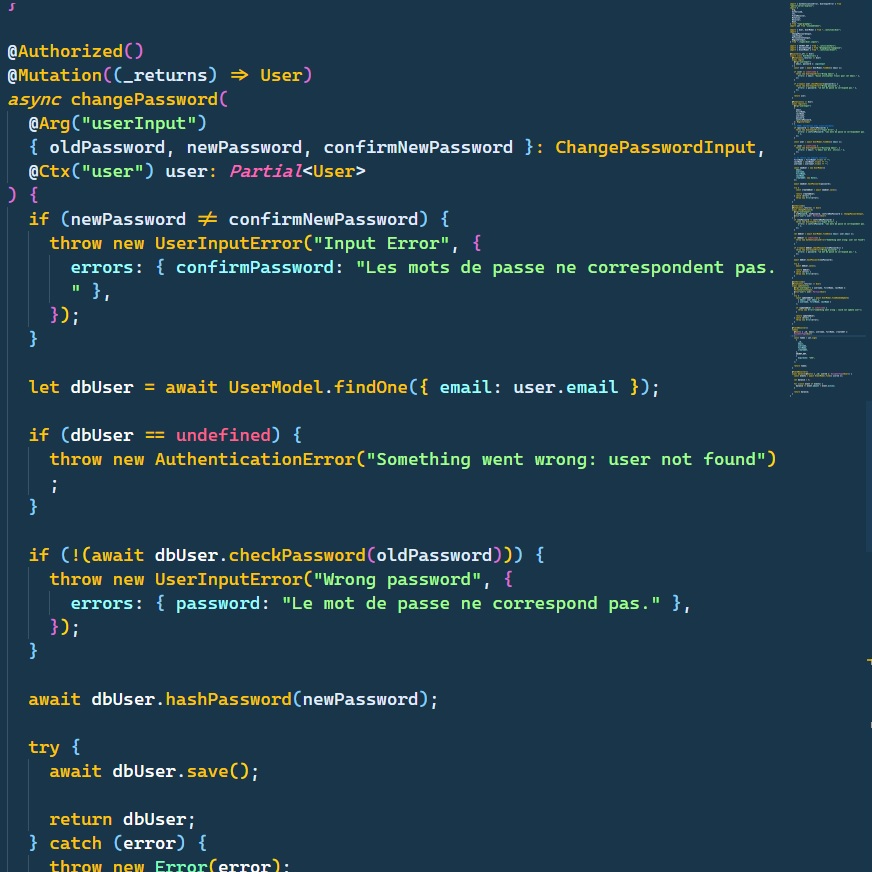 }
@Authorized()
@Mutation((_returns) => User)
async changePassword(
@Arg("userInput")
{ oldPassword, newPassword, confirmNewPassword }: ChangePasswordInput,
@Ctx("user") user: Partial<User>
) {
if (newPassword != confirmNewPassword) {
throw new UserInputError("Input Error", {
errors: { confirmPassword: "Les mots de passe ne correspondent pas.
" },
});
}
let dbUser = await UserModel.findOne({ email: user.email });
if (dbUser == undefined) {
throw new AuthenticationError("Something went wrong: user not found")
;
}
if (!(await dbUser.checkPassword(oldPassword))) {
throw new UserInputError("Wrong password", {
errors: { password: "Le mot de passe ne correspond pas." },
});
}
await dbUser.hashPassword(newPassword);
try {
await dbUser.save();
return dbUser;
} catch (error) {
throw new Error(error);